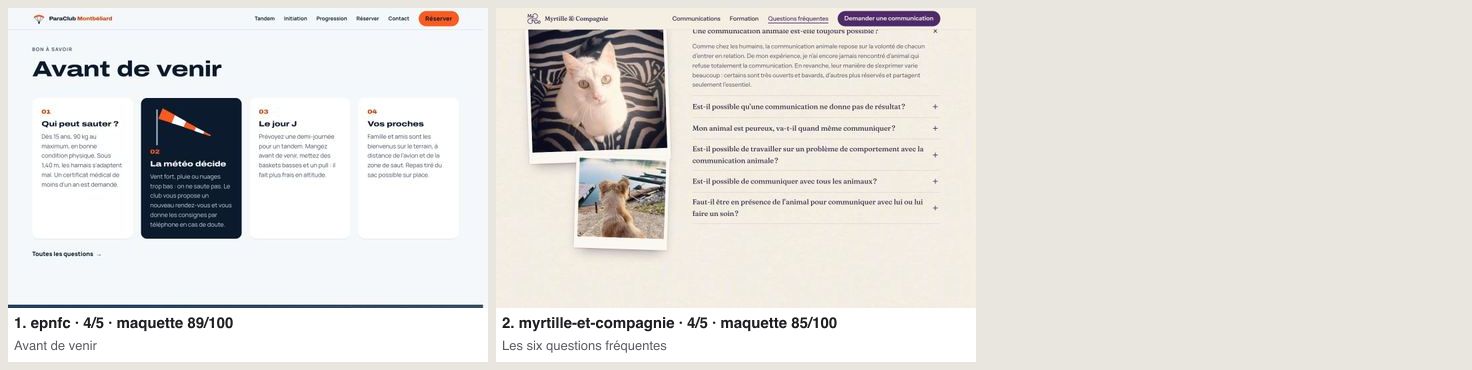 ParaClub Montbéliard
Tandem Initiation Progression Réserver Contact Réserver
BON À SAVOIR
Avant de venir
01
Qui peut sauter ?
Dès 15 ans, 90 kg au
maximum, en bonne
condition physique. Sous
1,40 m, les harnais s'adaptent
mal. Un certificat médical de
moins d'un an est demandé.
02
La météo décide
Vent fort, pluie ou nuages
trop bas : on ne saute pas. Le
club vous propose un
nouveau rendez-vous et vous
donne les consignes par
téléphone en cas de doute.
03
Le jour J
Prévoyez une demi-journée
pour un tandem. Mangez
avant de venir, mettez des
baskets basses et un pull : il
fait plus frais en altitude.
04
Vos proches
Famille et amis sont les
bienvenus sur le terrain, à
distance de l'avion et de la
zone de saut. Repas tiré du
sac possible sur place.
Toutes les questions →
1. epnfc · 4/5 · maquette 89/100
Avant de venir
Myrtille & Compagnie
Communications Formation Questions fréquentes Demander une communication
Une communication animale est-elle toujours possible ?
Comme chez les humains, la communication animale repose sur la volonté de chacun
d'entrer en relation. De mon expérience, je n'ai encore jamais rencontré d'animal qui
refuse totalement la communication. En revanche, leur manière de s'exprimer varie
beaucoup : certains sont très ouverts et bavards, d'autres plus réservés et partagent
seulement l'essentiel.
Est-il possible qu'une communication ne donne pas de résultat ? +
Mon animal est peureux, va-t-il quand même communiquer ? +
Est-il possible de travailler sur un problème de comportement avec la
communication animale ? +
Est-il possible de communiquer avec tous les animaux ? +
Faut-il être en présence de l'animal pour communiquer avec lui ou lui
faire un soin ? +
2. myrtille-et-compagnie · 4/5 · maquette 85/100
Les six questions fréquentes